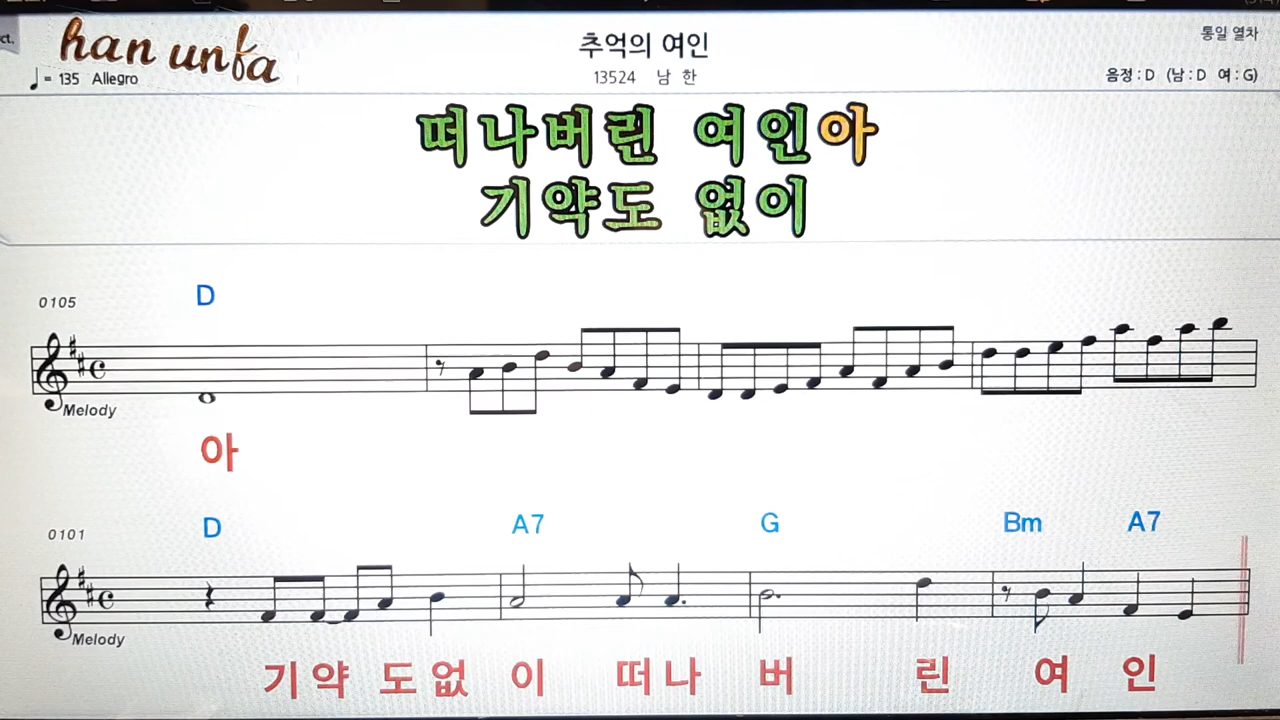 ct.
han unfa
추억의 여인
통일 열차
♩= 135 Allegro
13524 남 한
음정 : D (남 : D 여 : G)
떠나버린 여인아
기약도 없이
0105
D
Melody
아
0101
D A7 G Bm A7
Melody
기 약 도 없 이 떠 나 버 린 여 인